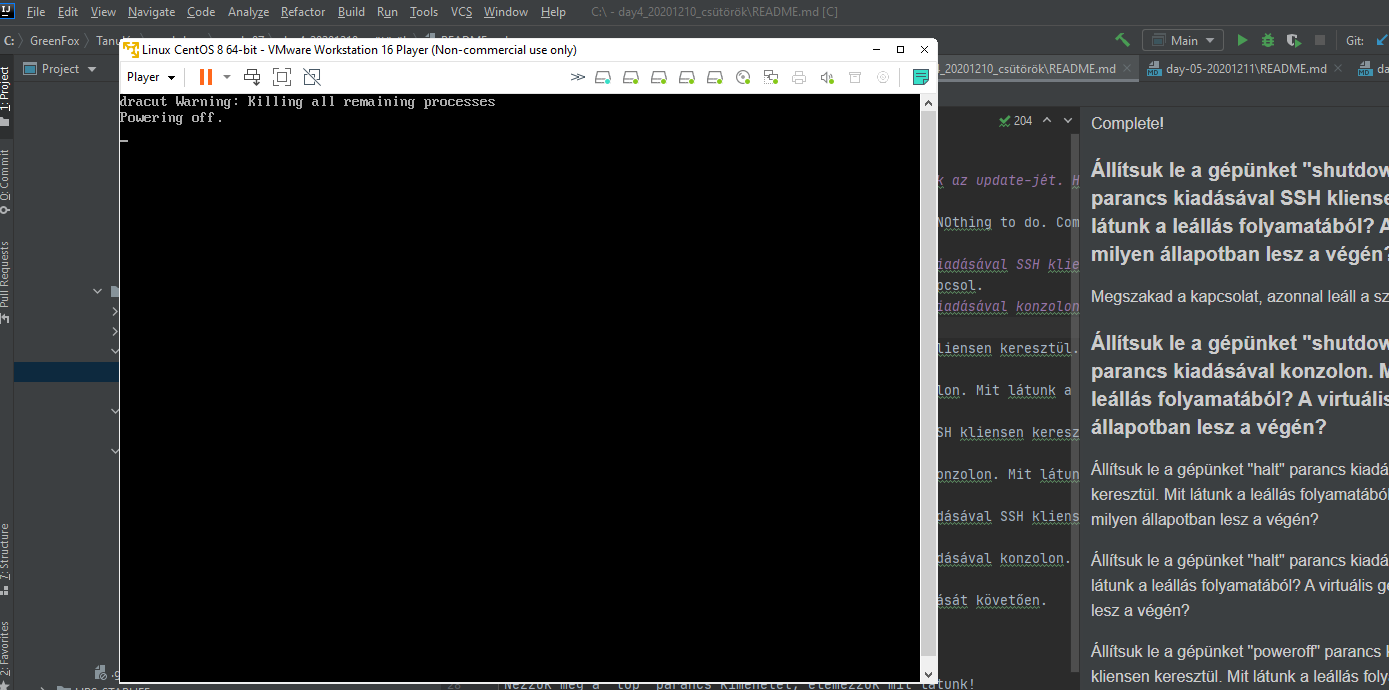 File Edit View Navigate Code Analyze Refactor Build Run Tools VCS Window Help C:\ - day4_20201210_csütörök\README.md [C]
C: GreenFox
Main Git:
Linux CentOS 8 64-bit - VMware Workstation 16 Player (Non-commercial use only)
Player
1: Project
Project
_20201210_csütörök\README.md day-05-20201211\README.md da
0: Commit
Pull Requests
7: Structure
2: Favorites
dracut Warning: Killing all remaining processes
Powering off.
204
k az update-jét. H
NOthing to do. Com
iadásával SSH klie
pcsol.
iadásával konzolon
liensen keresztül.
lon. Mit látunk a
SH kliensen keresz
onzolon. Mit látun
dásával SSH kliens
dásával konzolon.
ását követően.
Complete!
Állítsuk le a gépünket "shutdow
parancs kiadásával SSH kliense
látunk a leállás folyamatából? A
milyen állapotban lesz a végén?
Megszakad a kapcsolat, azonnal leáll a sz
Állítsuk le a gépünket "shutdow
parancs kiadásával konzolon. M
leállás folyamatából? A virtuális
állapotban lesz a végén?
Állítsuk le a gépünket "halt" parancs kiadá
keresztül. Mit látunk a leállás folyamatából
milyen állapotban lesz a végén?
Állítsuk le a gépünket "halt" parancs kiadá
látunk a leállás folyamatából? A virtuális g
lesz a végén?
Állítsuk le a gépünket "poweroff" parancs k
kliensen keresztül. Mit látunk a leállás foly
28 Nézzük meg a "top" parancs kimenetét, elemezzük mit látunk!